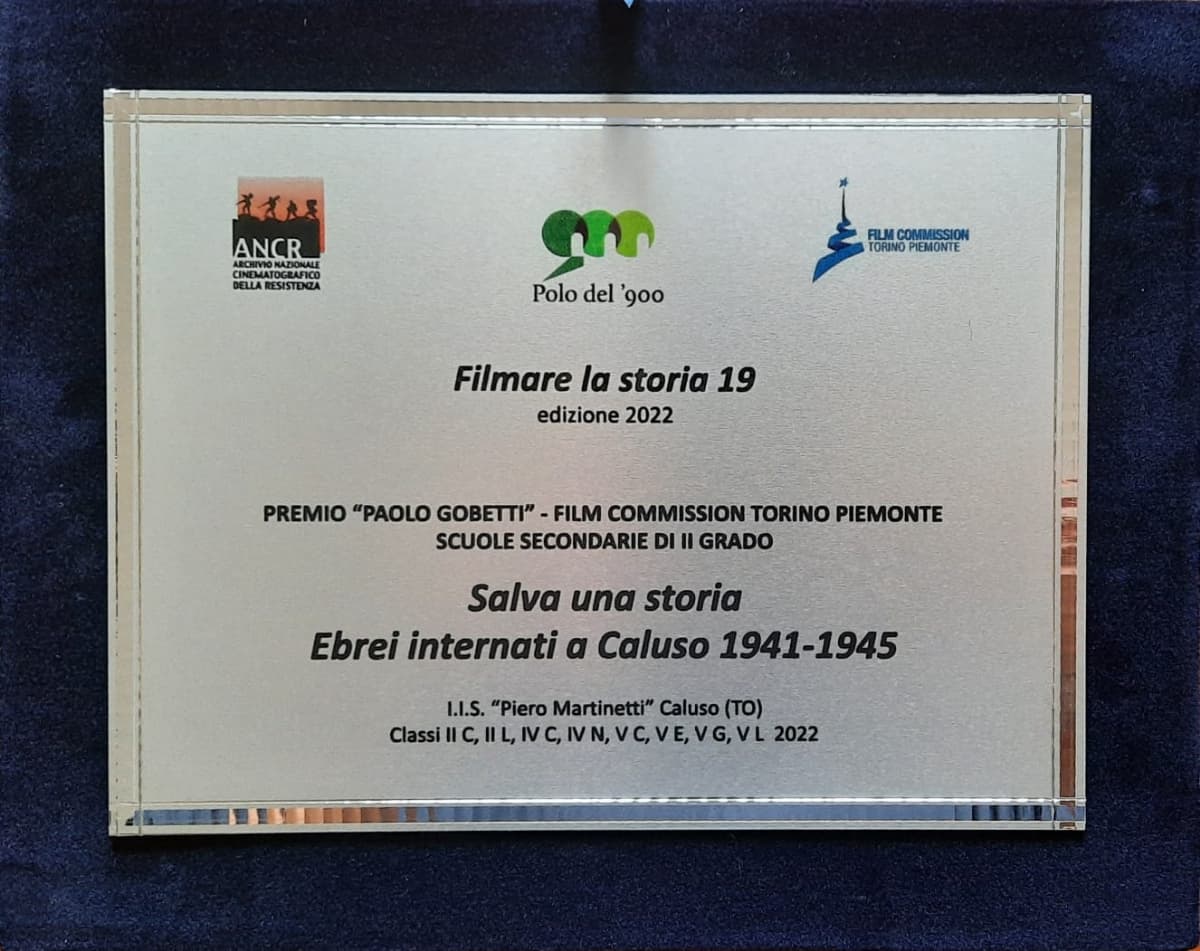 ANCR
ARCHIVIO NAZIONALE
CINEMATOGRAFICO
DELLA RESISTENZA
Polo del '900
FILM COMMISSION
TORINO PIEMONTE
Filmare la storia 19
edizione 2022
PREMIO “PAOLO GOBETTI” - FILM COMMISSION TORINO PIEMONTE
SCUOLE SECONDARIE DI II GRADO
Salva una storia
Ebrei internati a Caluso 1941-1945
I.I.S. “Piero Martinetti” Caluso (TO)
Classi II C, II L, IV C, IV N, V C, V E, V G, V L 2022